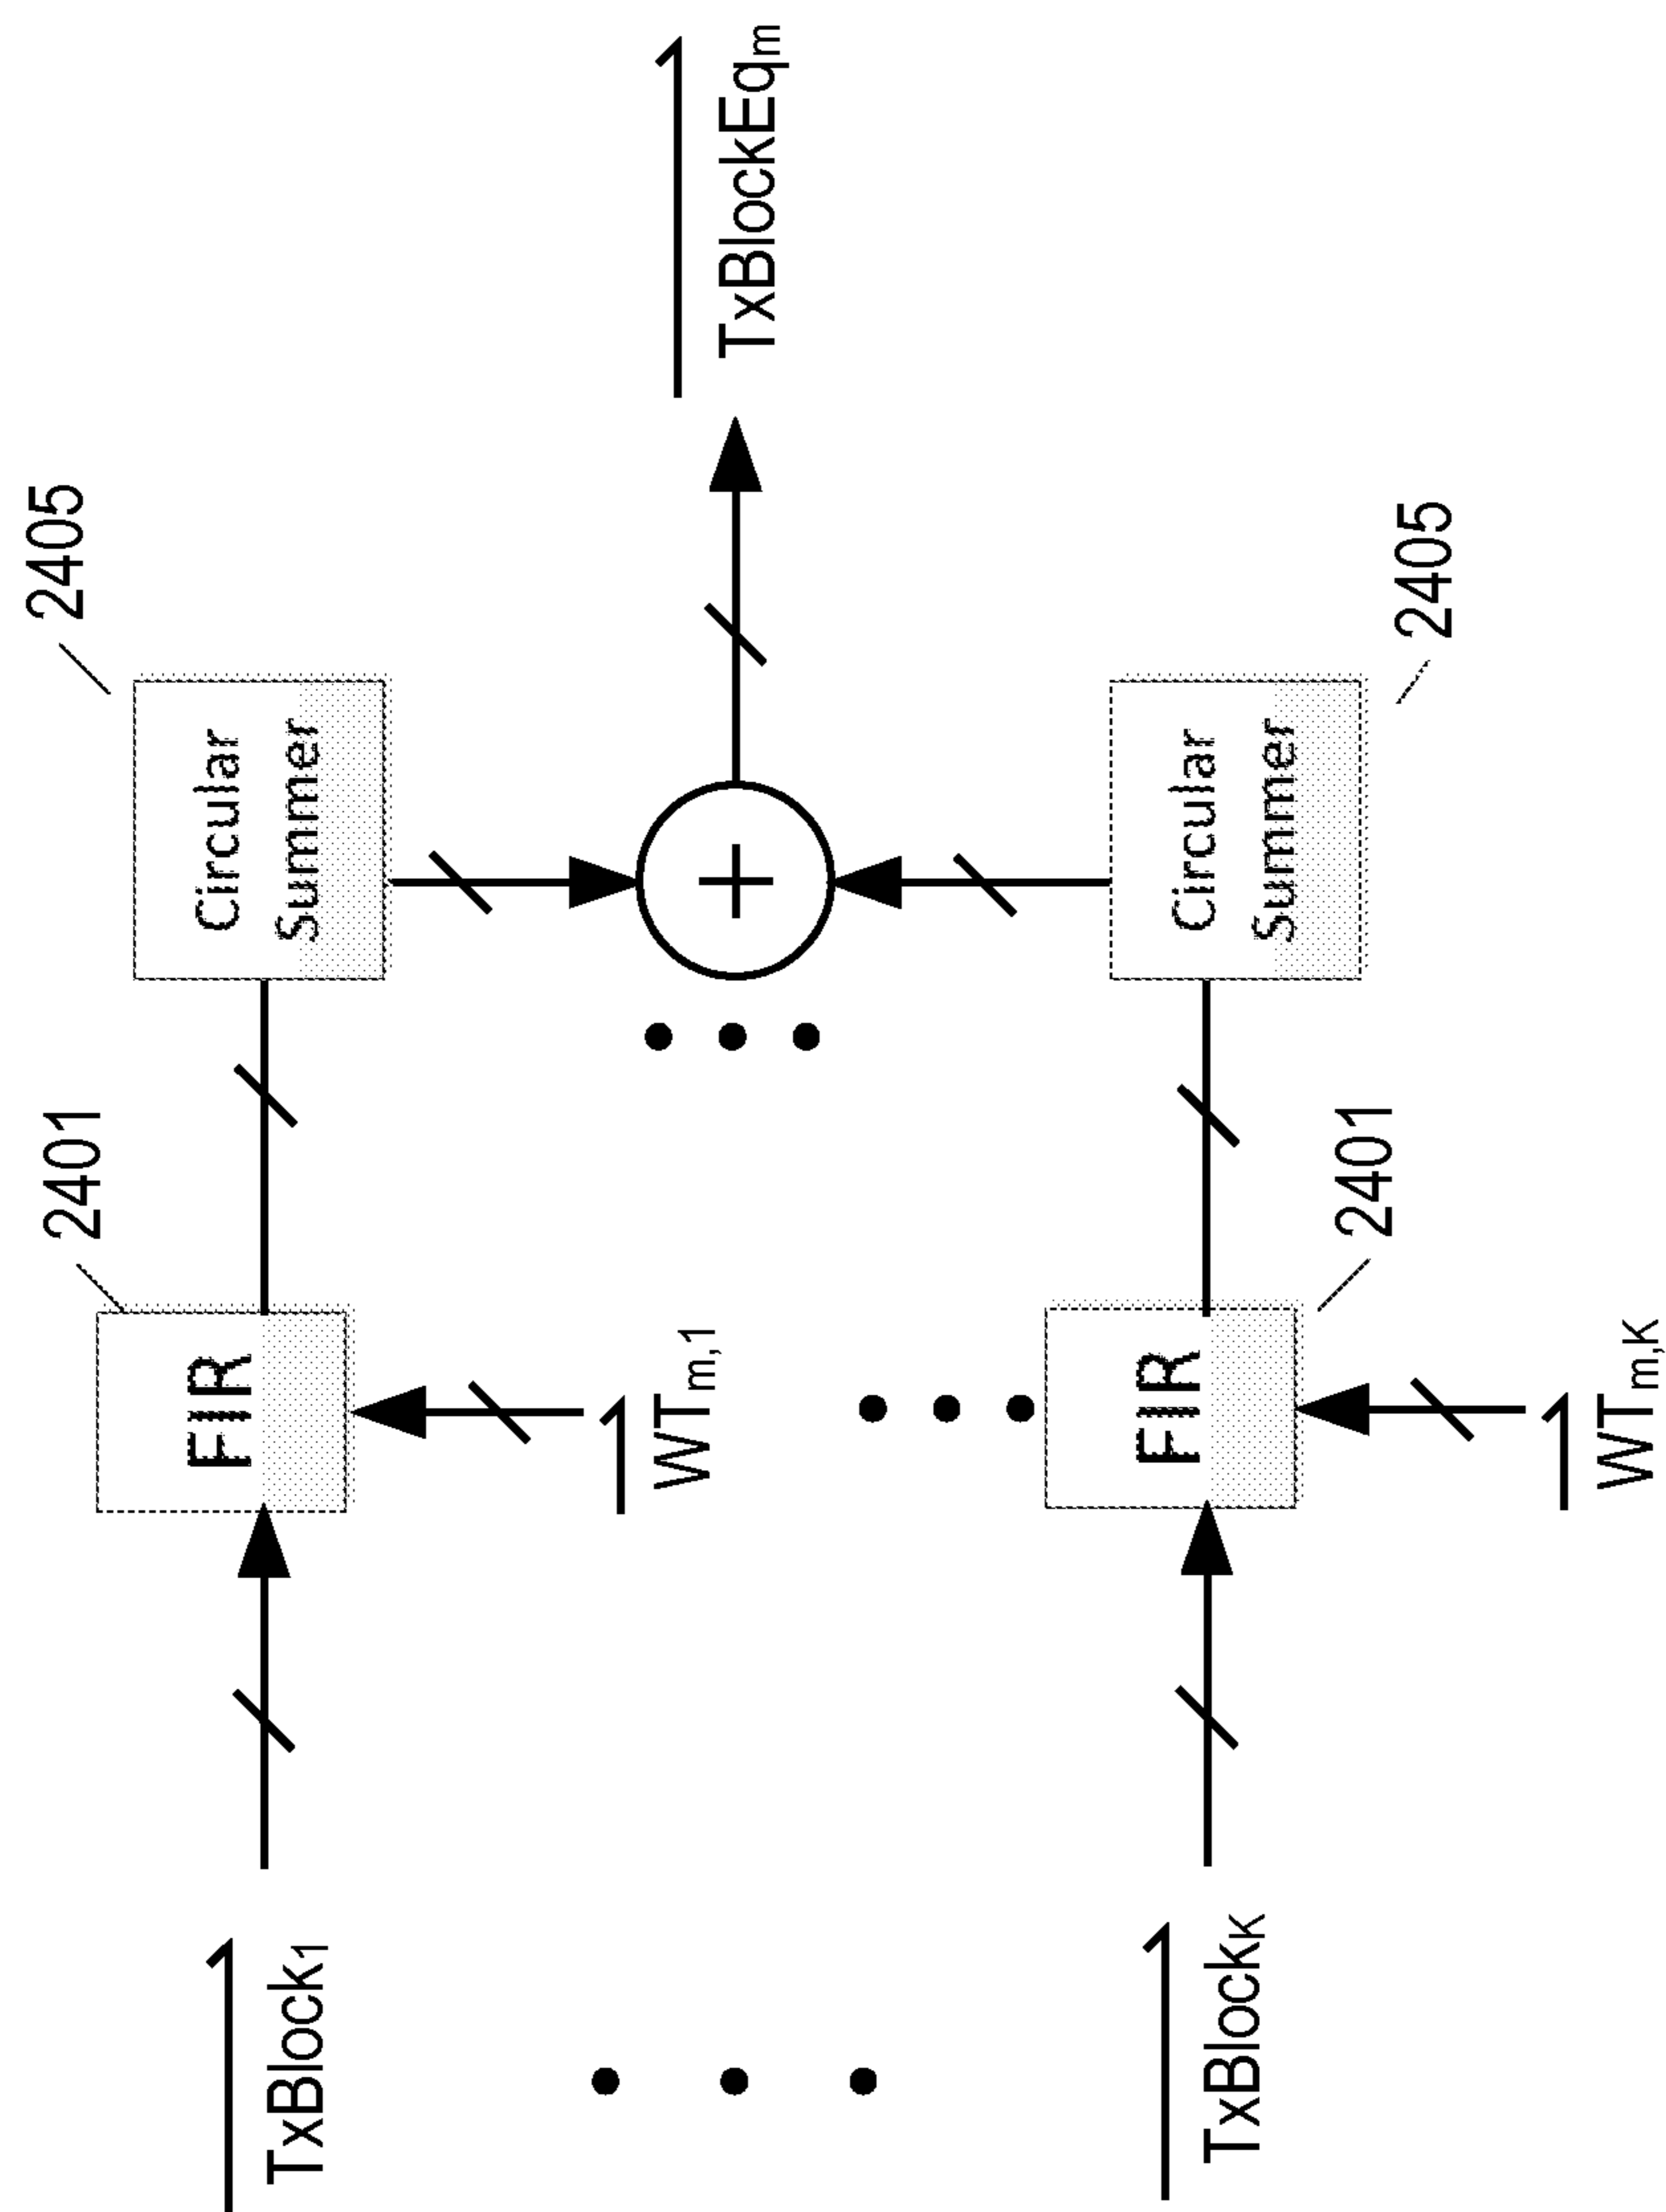 2401
2405
TxBlock1
FIR
Circular
Summer
WTm,1
+
TxBlockEqm
TxBlockK
FIR
2401
Circular
Summer
2405
WTm,K